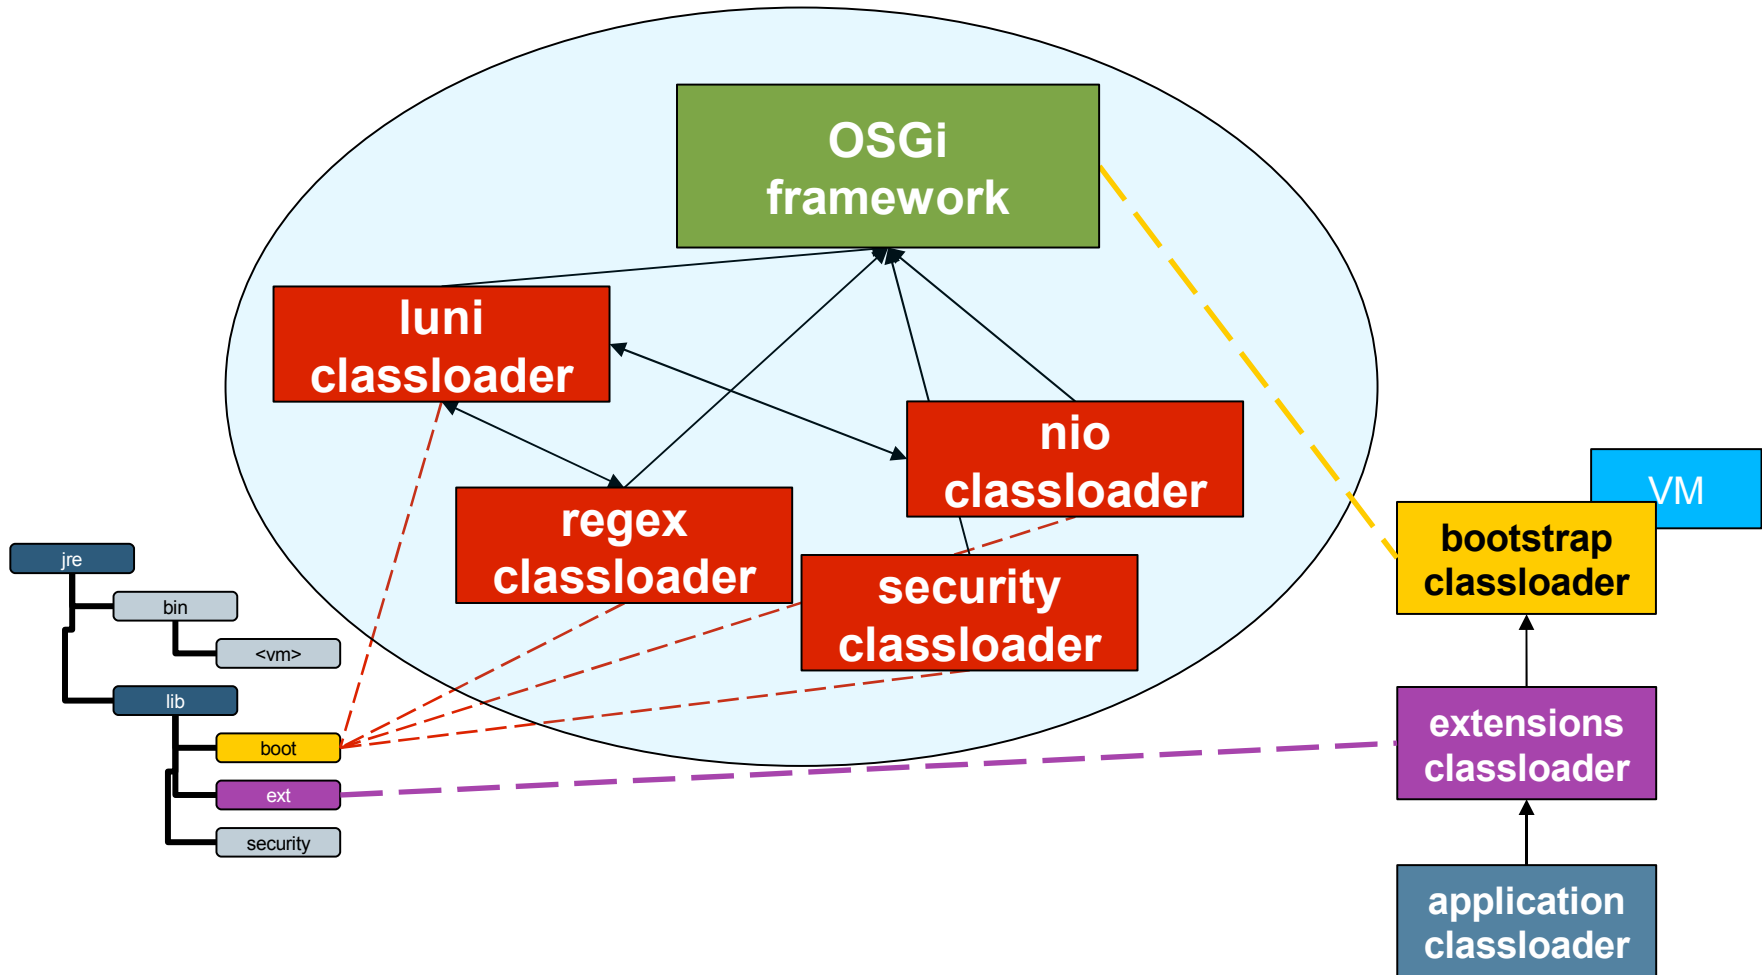 OSGi
framework
luni
classloader
nio
classloader
regex
classloader
security
classloader
jre
bin
<vm>
lib
boot
ext
security
VM
bootstrap
classloader
extensions
classloader
application
classloader